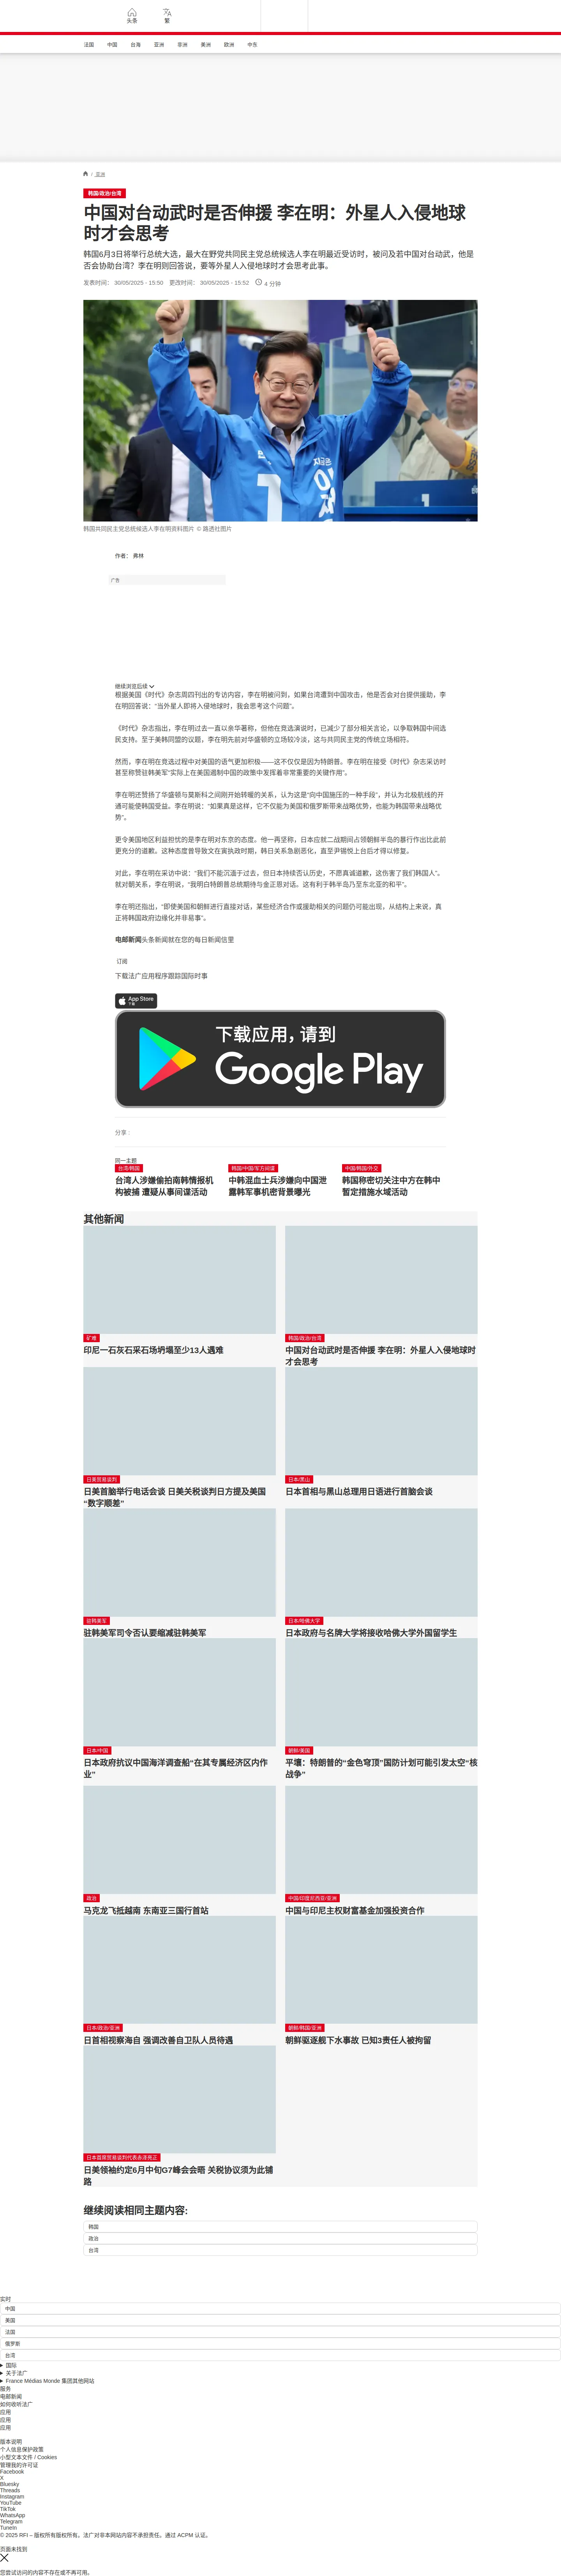 头条
繁
法国
中国
台海
亚洲
非洲
美洲
欧洲
中东
/ 亚洲
韩国/政治/台湾
中国对台动武时是否伸援 李在明：外星人入侵地球
时才会思考
韩国6月3日将举行总统大选，最大在野党共同民主党总统候选人李在明最近受访时，被问及若中国对台动武，他是
否会协助台湾？李在明则回答说，要等外星人入侵地球时才会思考此事。
发表时间： 30/05/2025 - 15:50 更改时间： 30/05/2025 - 15:52 4 分钟
韩国共同民主党总统候选人李在明资料图片 © 路透社图片
作者： 弗林
广告
继续浏览后续
根据美国《时代》杂志周四刊出的专访内容，李在明被问到，如果台湾遭到中国攻击，他是否会对台提供援助，李
在明回答说：“当外星人即将入侵地球时，我会思考这个问题”。
《时代》杂志指出，李在明过去一直以亲华著称，但他在竞选演说时，已减少了部分相关言论，以争取韩国中间选
民支持。至于美韩同盟的议题，李在明先前对华盛顿的立场较冷淡，这与共同民主党的传统立场相符。
然而，李在明在竞选过程中对美国的语气更加积极——这不仅仅是因为特朗普。李在明在接受《时代》杂志采访时
甚至称赞驻韩美军“实际上在美国遏制中国的政策中发挥着非常重要的关键作用”。
李在明还赞扬了华盛顿与莫斯科之间刚开始转暖的关系，认为这是“向中国施压的一种手段”，并认为北极航线的开
通可能使韩国受益。李在明说：“如果真是这样，它不仅能为美国和俄罗斯带来战略优势，也能为韩国带来战略优
势”。
更令美国地区利益担忧的是李在明对东京的态度。他一再坚称，日本应就二战期间占领朝鲜半岛的暴行作出比此前
更充分的道歉。这种态度曾导致文在寅执政时期，韩日关系急剧恶化，直至尹锡悦上台后才得以修复。
对此，李在明在采访中说：“我们不能沉湎于过去，但日本持续否认历史，不愿真诚道歉，这伤害了我们韩国人”。
就对朝关系，李在明说，“我明白特朗普总统期待与金正恩对话。这有利于韩半岛乃至东北亚的和平”。
李在明还指出，“即使美国和朝鲜进行直接对话，某些经济合作或援助相关的问题仍可能出现，从结构上来说，真
正将韩国政府边缘化并非易事”。
电邮新闻头条新闻就在您的每日新闻信里
订阅
下载法广应用程序跟踪国际时事
App Store
下载
下载应用，请到
Google Play
分享 :
同一主题
台湾/韩国
台湾人涉嫌偷拍南韩情报机
构被捕 遭疑从事间谍活动
韩国/中国/军方间谍
中韩混血士兵涉嫌向中国泄
露韩军事机密背景曝光
中国/韩国/外交
韩国称密切关注中方在韩中
暂定措施水域活动
其他新闻
矿难
印尼一石灰石采石场坍塌至少13人遇难
韩国/政治/台湾
中国对台动武时是否伸援 李在明：外星人入侵地球时
才会思考
日美贸易谈判
日美首脑举行电话会谈 日美关税谈判日方提及美国
“数字顺差”
日本/黑山
日本首相与黑山总理用日语进行首脑会谈
驻韩美军
驻韩美军司令否认要缩减驻韩美军
日本/哈佛大学
日本政府与名牌大学将接收哈佛大学外国留学生
日本/中国
日本政府抗议中国海洋调查船“在其专属经济区内作
业”
朝鲜/美国
平壤：特朗普的“金色穹顶”国防计划可能引发太空“核
战争”
政治
马克龙飞抵越南 东南亚三国行首站
中国/印度尼西亚/亚洲
中国与印尼主权财富基金加强投资合作
日本/政治/亚洲
日首相视察海自 强调改善自卫队人员待遇
朝鲜/韩国/亚洲
朝鲜驱逐舰下水事故 已知3责任人被拘留
日本首席贸易谈判代表赤泽亮正
日美领袖约定6月中旬G7峰会会晤 关税协议须为此铺
路
继续阅读相同主题内容:
韩国
政治
台湾
实时
中国
美国
法国
俄罗斯
台湾
国际
关于法广
France Médias Monde 集团其他网站
服务
电邮新闻
如何收听法广
应用
应用
应用
版本说明
个人信息保护政策
小型文本文件 / Cookies
管理我的许可证
Facebook
X
Bluesky
Threads
Instagram
YouTube
TikTok
WhatsApp
Telegram
TuneIn
© 2025 RFI – 版权所有版权所有。法广对非本网站内容不承担责任。通过 ACPM 认证。
页面未找到
您尝试访问的内容不存在或不再可用。